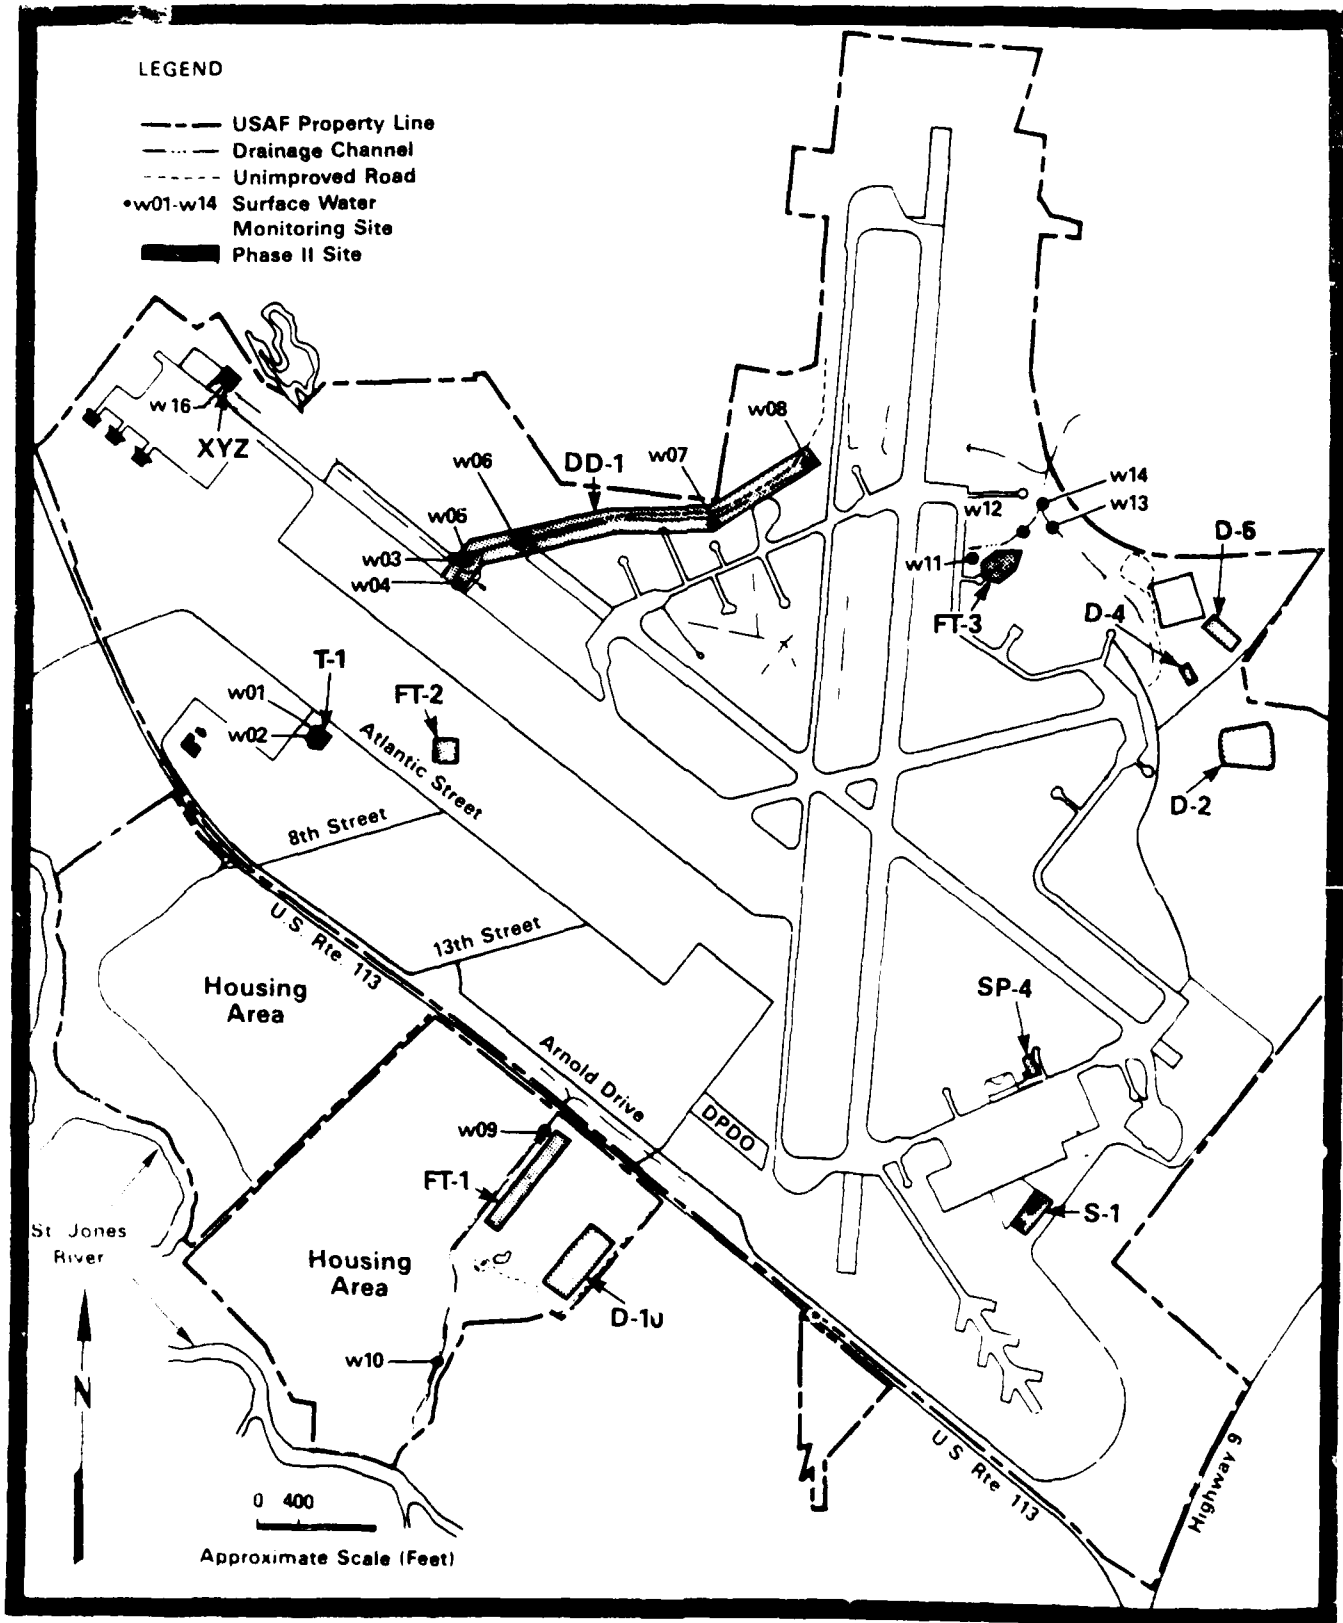 LEGEND
USAF Property Line
Drainage Channel
Unimproved Road
•w01-w14 Surface Water
Monitoring Site
Phase II Site
w16
XYZ
w08
w07
DD-1
w06
w05
w03
w04
w14
w13
w12
w11
FT-3
D-6
D-4
D-2
T-1
w01
w02
FT-2
Atlantic Street
8th Street
13th Street
U.S. Rte. 113
Housing
Area
Arnold Drive
DPDO
SP-4
S-1
w09
FT-1
St. Jones
River
Housing
Area
D-10
w10
N
0 400
Approximate Scale (Feet)
U S Rte 113
Highway 9